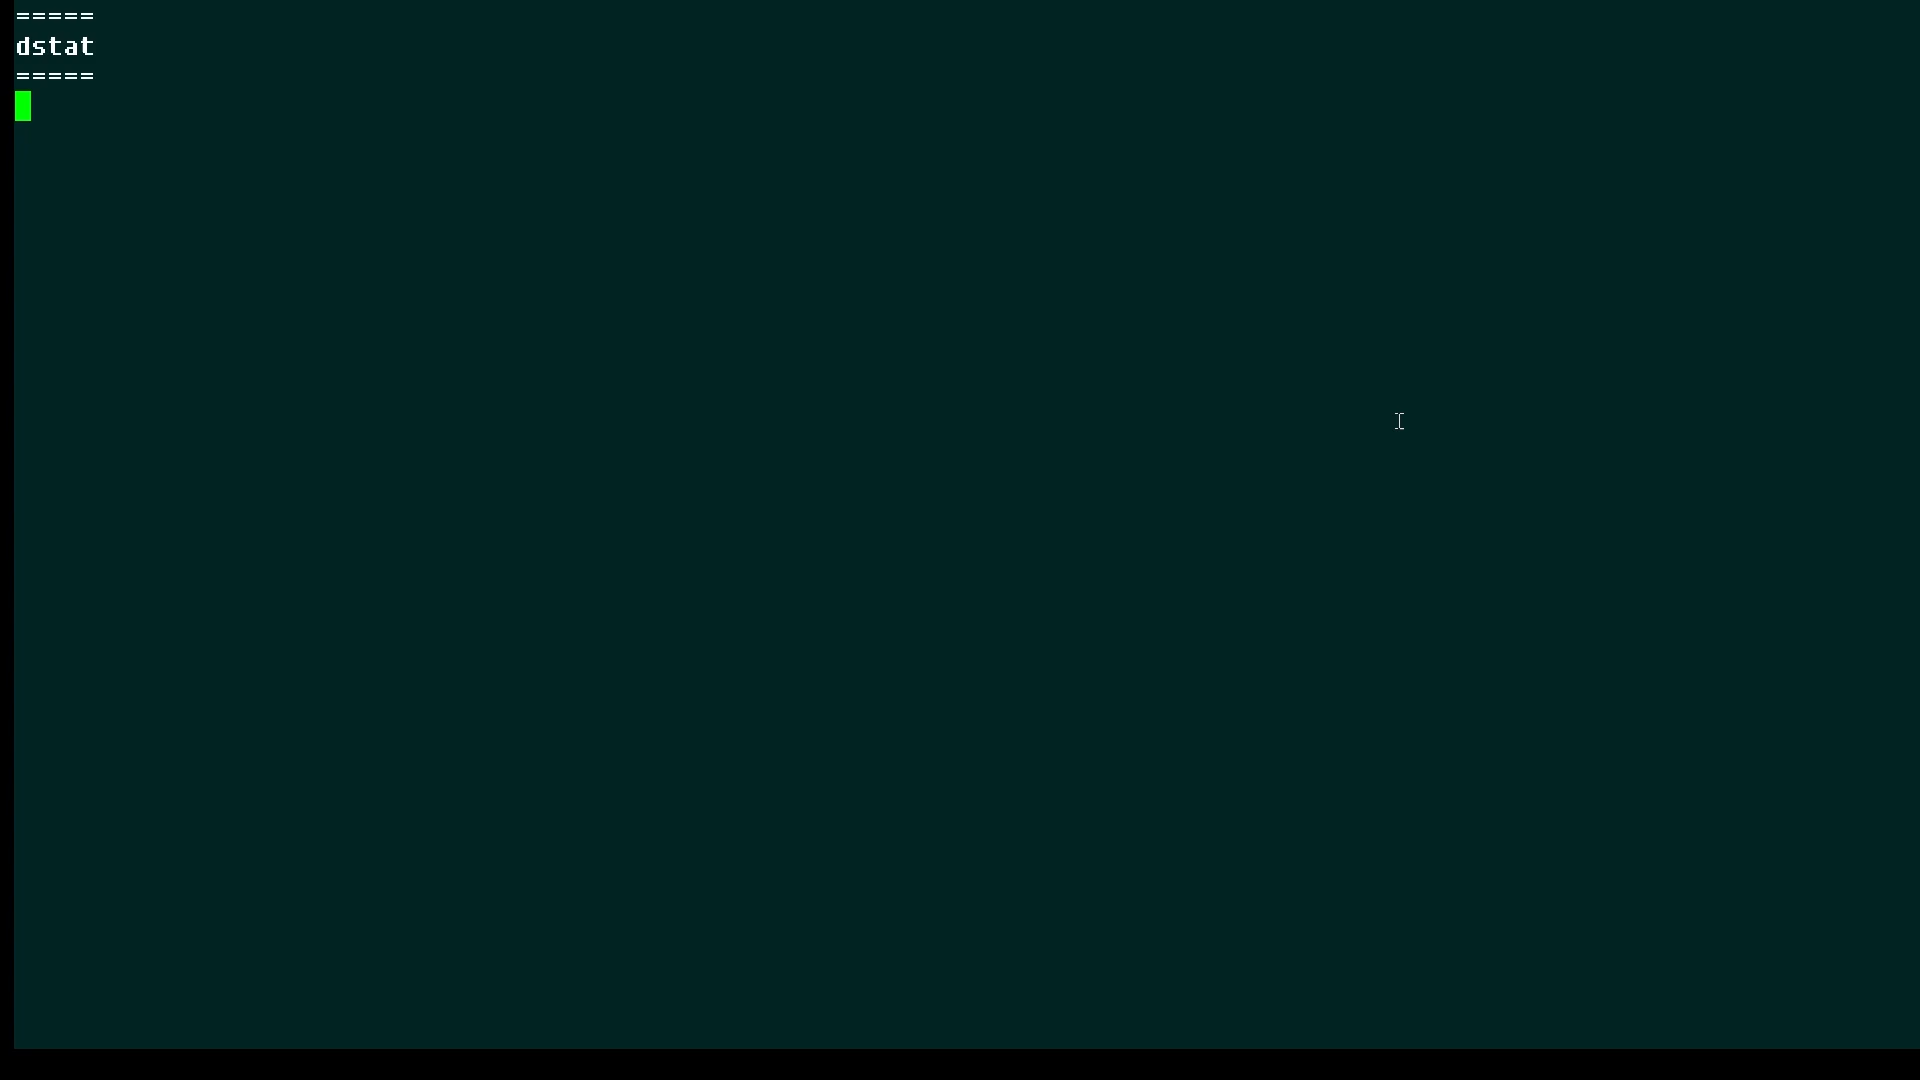 =====
dstat
=====